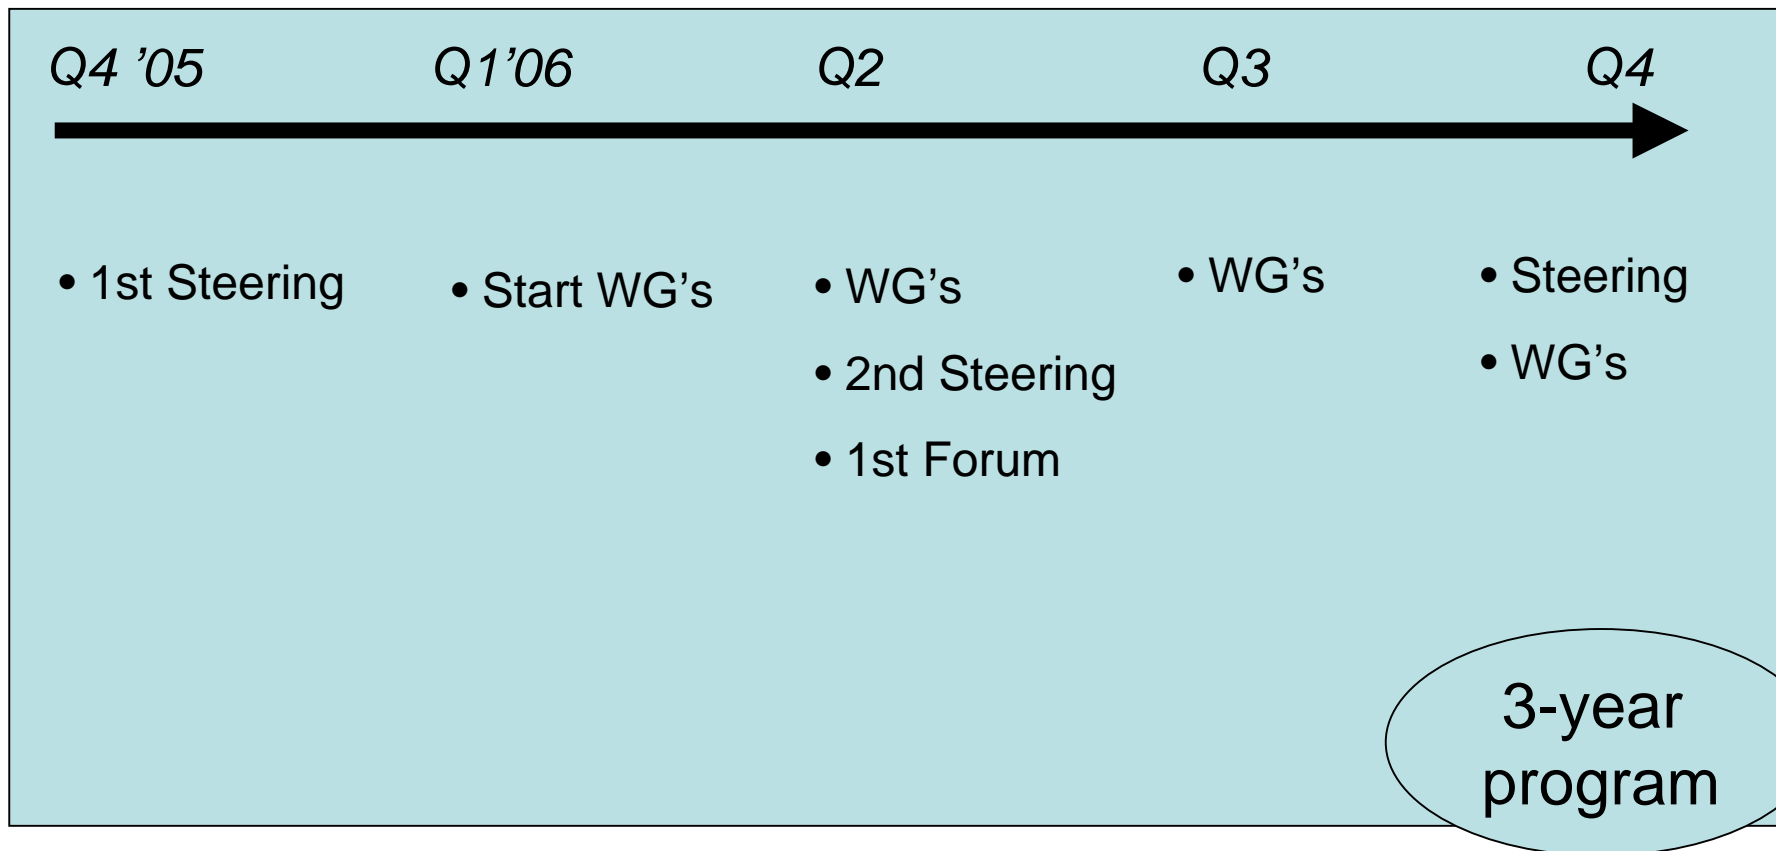 Q4 ’05 Q1’06 Q2 Q3 Q4
• 1st Steering
• Start WG’s
• WG’s
• 2nd Steering
• 1st Forum
• WG’s
• Steering
• WG’s
3-year
program